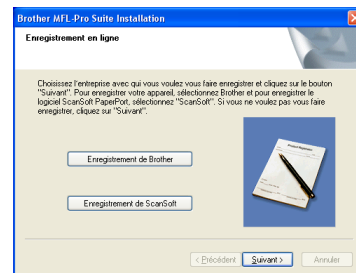 Brother MFL-Pro Suite Installation
Enregistrement en ligne
Choisissez l'entreprise avec qui vous voulez vous faire enregistrer et cliquez sur le bouton
"Suivant". Pour enregistrer votre appareil, sélectionnez Brother et pour enregistrer le
logiciel ScanSoft PaperPort, sélectionnez "ScanSoft". Si vous ne voulez pas vous faire
enregistrer, cliquez sur "Suivant".
Enregistrement de Brother
Enregistrement de ScanSoft
< Précédent Suivant > Annuler